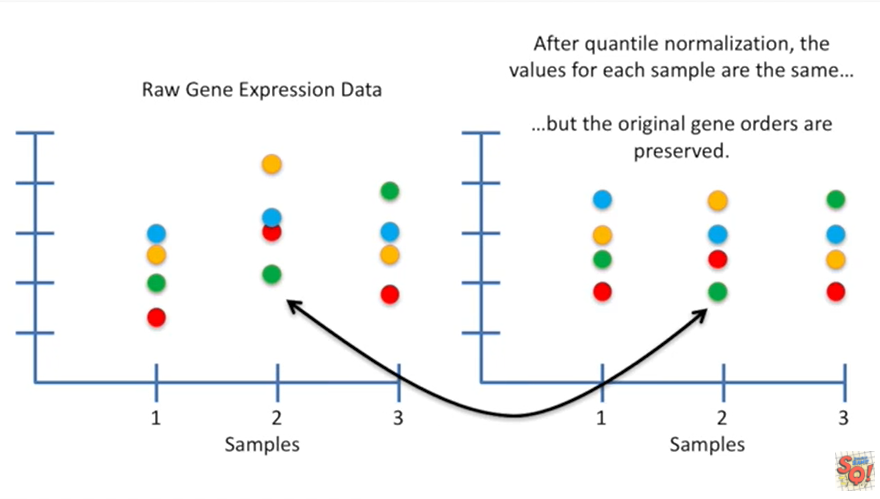 Raw Gene Expression Data
After quantile normalization, the
values for each sample are the same...
...but the original gene orders are
preserved.
1
2
3
Samples
1
2
3
Samples
SQ!